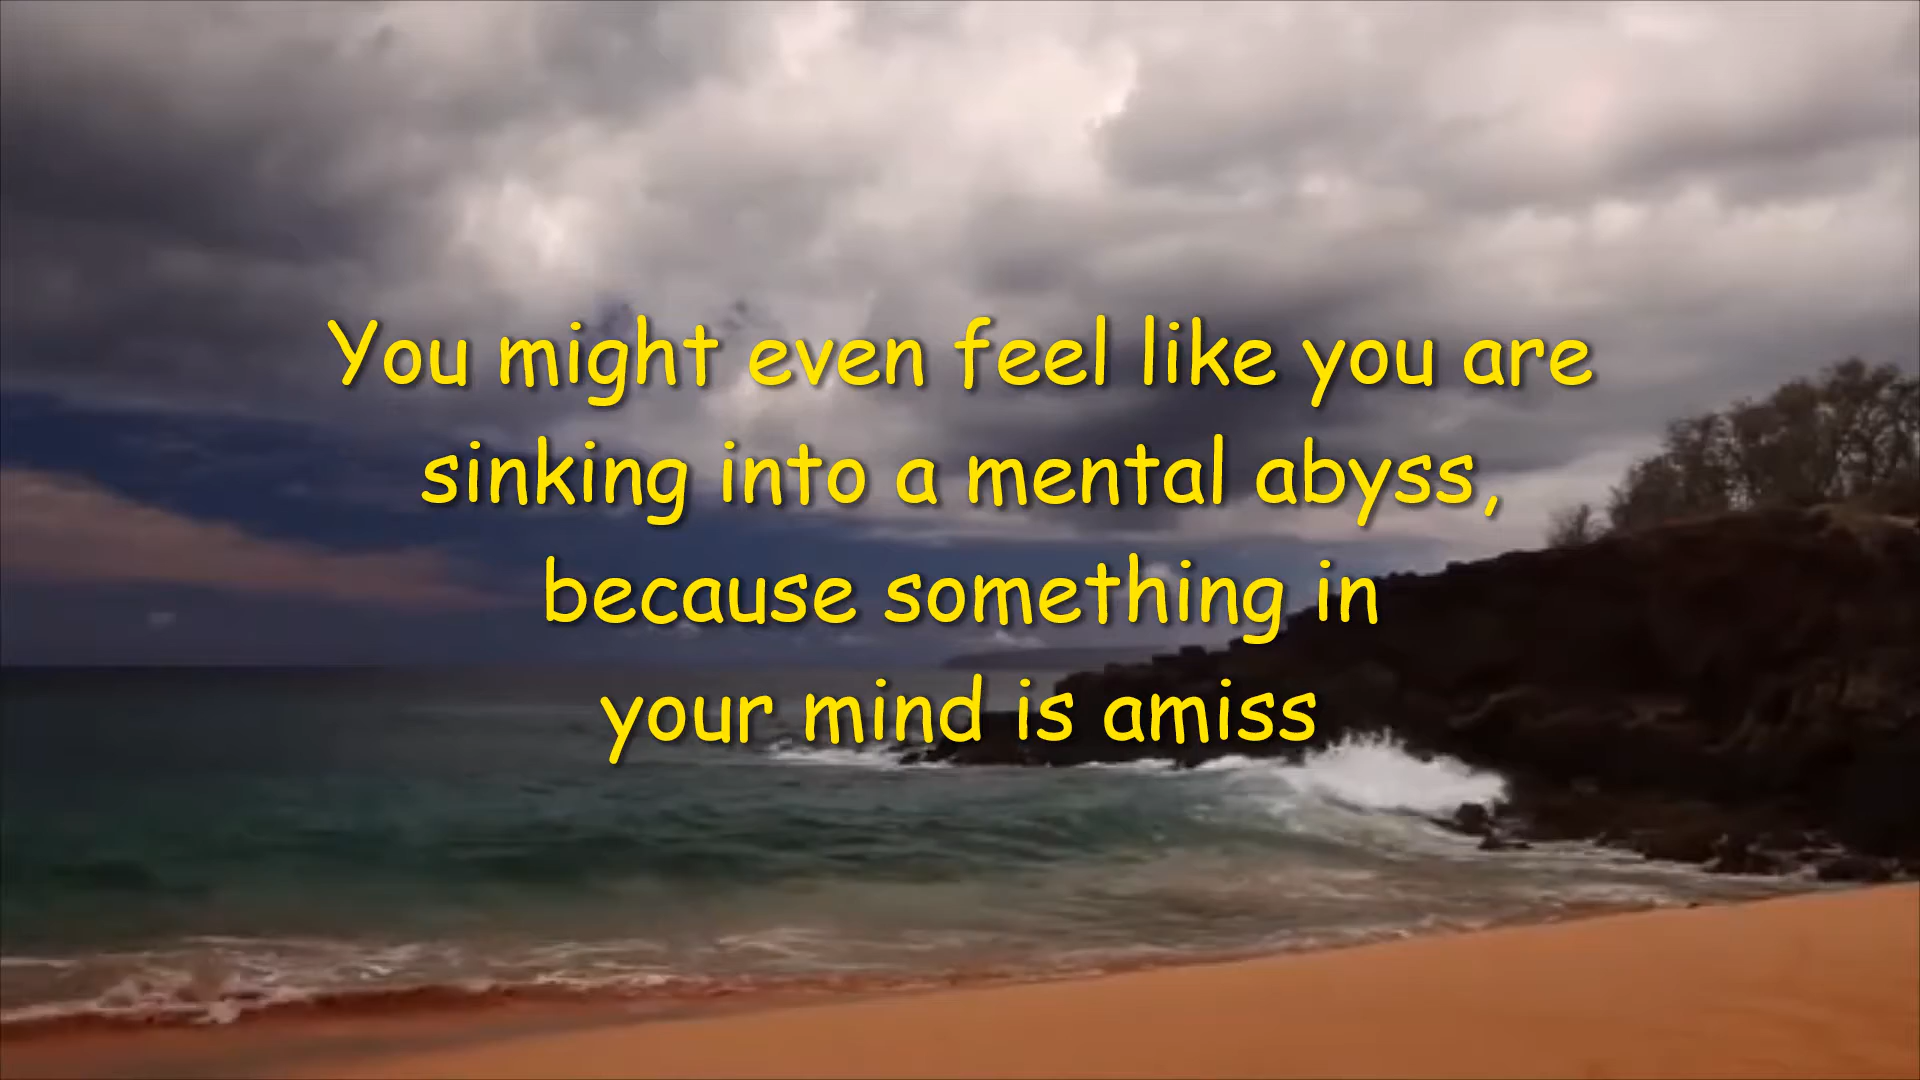 You might even feel like you are
sinking into a mental abyss,
because something in
your mind is amiss